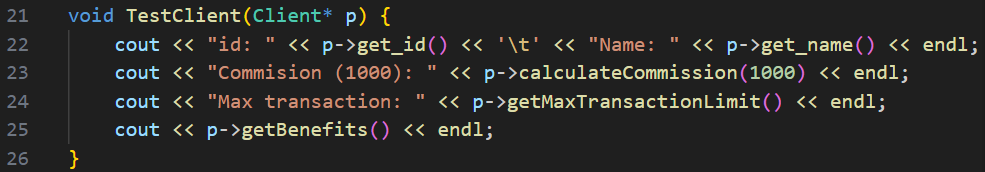 21 void TestClient(Client* p) {
22     cout << "id: " << p->get_id() << '\t' << "Name: " << p->get_name() << endl;
23     cout << "Commision (1000): " << p->calculateCommission(1000) << endl;
24     cout << "Max transaction: " << p->getMaxTransactionLimit() << endl;
25     cout << p->getBenefits() << endl;
26 }